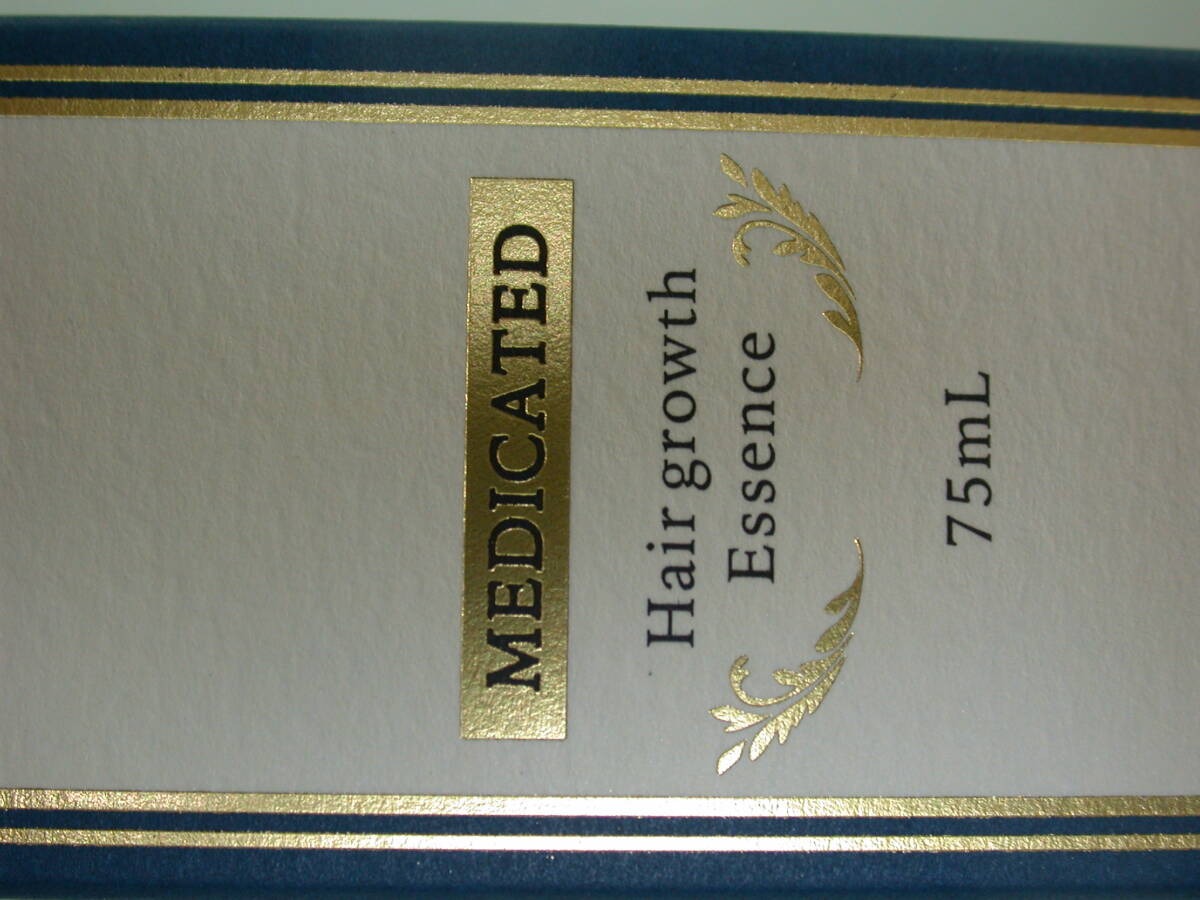 MEDICATED
Hair growth
Essence
75mL